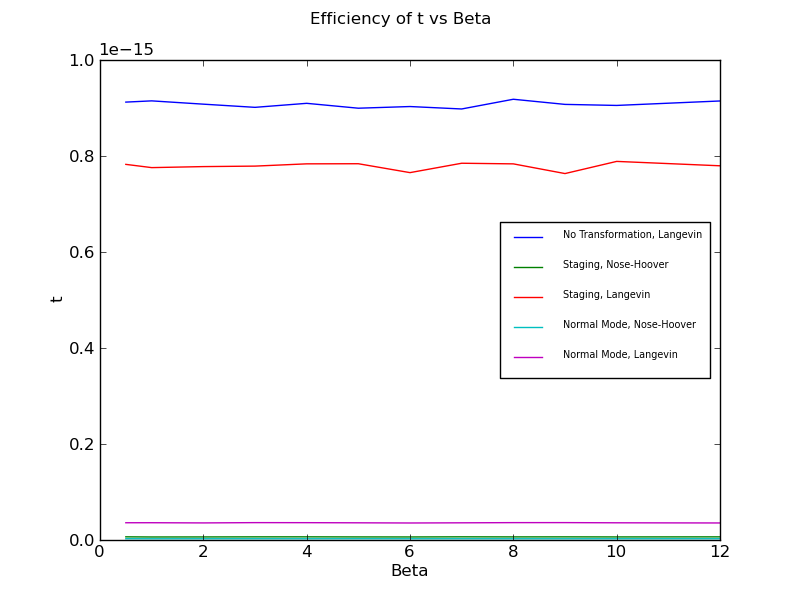 Efficiency of t vs Beta
1e−15
1.0
0.8
0.6
0.4
0.2
0.0
t
No Transformation, Langevin
Staging, Nose-Hoover
Staging, Langevin
Normal Mode, Nose-Hoover
Normal Mode, Langevin
0 2 4 6 8 10 12
Beta